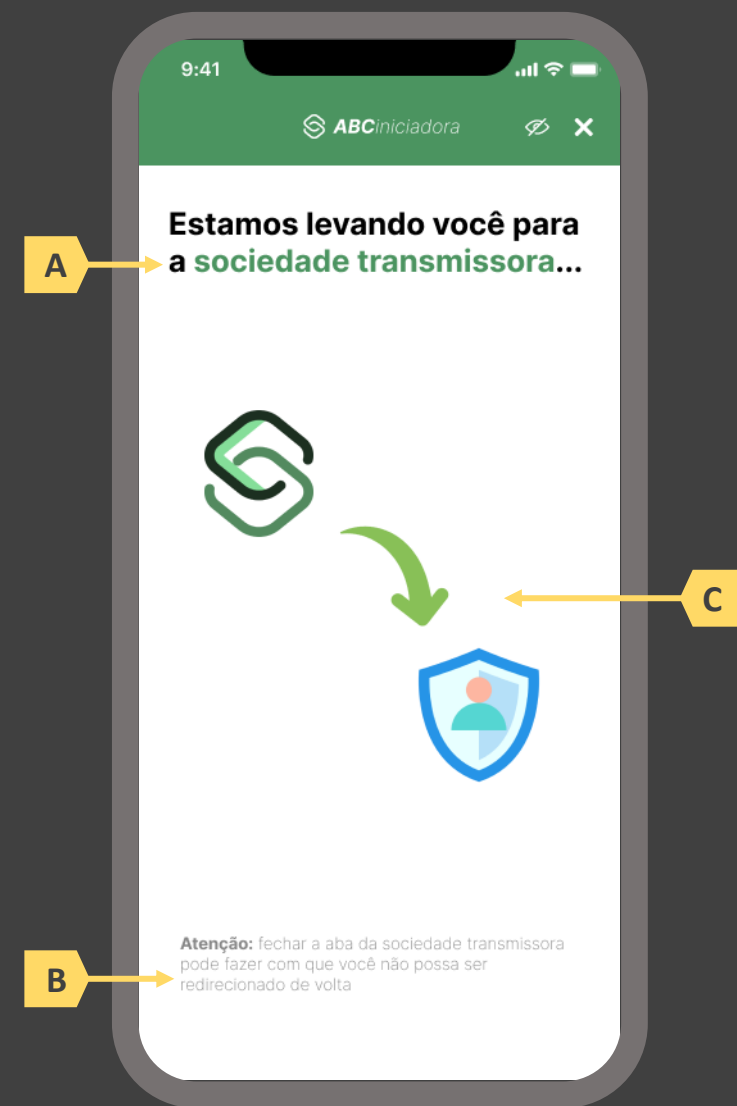 9:41
ABCiniciadora
Estamos levando você para
a sociedade transmissora...
A
C
Atenção: fechar a aba da sociedade transmissora
pode fazer com que você não possa ser
redirecionado de volta
B